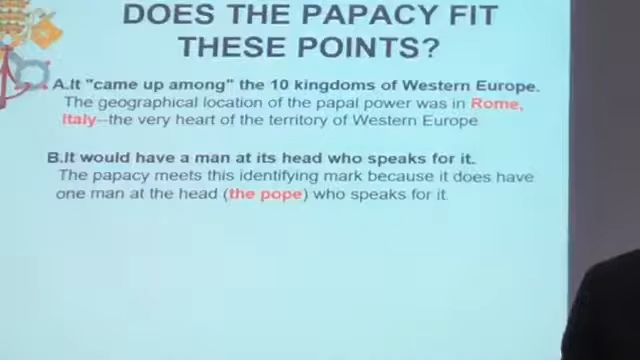 DOES THE PAPACY FIT
THESE POINTS?
A.It "came up among" the 10 kingdoms of Western Europe.
The geographical location of the papal power was in Rome,
Italy--the very heart of the territory of Western Europe
B.It would have a man at its head who speaks for it.
The papacy meets this identifying mark because it does have
one man at the head (the pope) who speaks for it